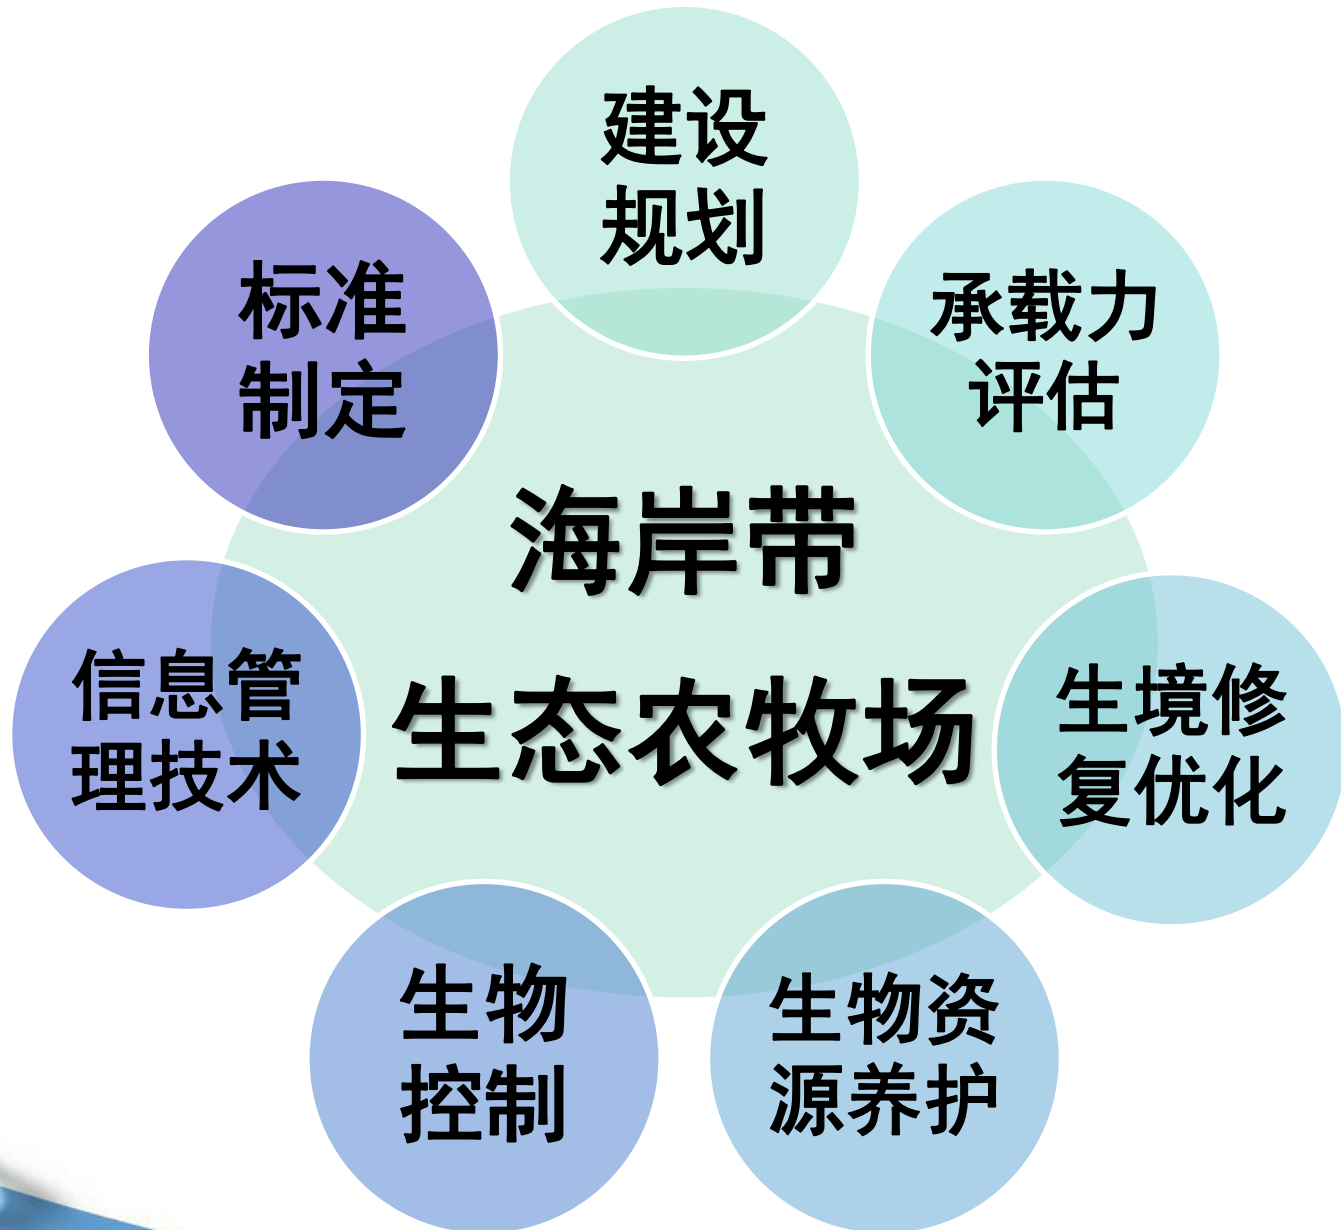 建设
规划
承载力
评估
标准
制定
海岸带
生态农牧场
信息管
理技术
生境修
复优化
生物
控制
生物资
源养护